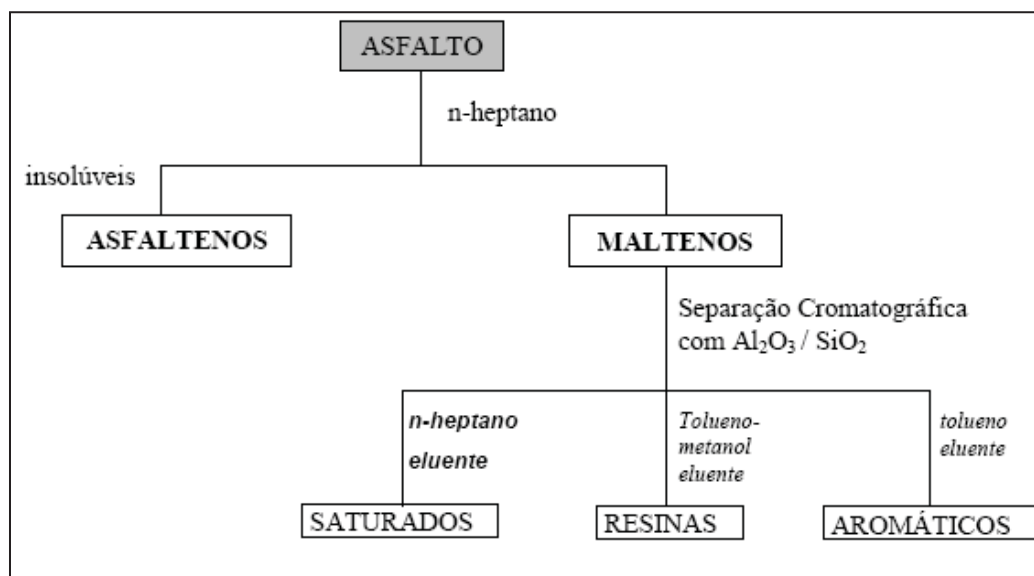 ASFALTO
n-heptano
insolúveis
ASFALTENOS
MALTENOS
Separação Cromatográfica
com Al₂O₃ / SiO₂
n-heptano
eluente
Tolueno-
metanol
eluente
tolueno
eluente
SATURADOS
RESINAS
AROMÁTICOS